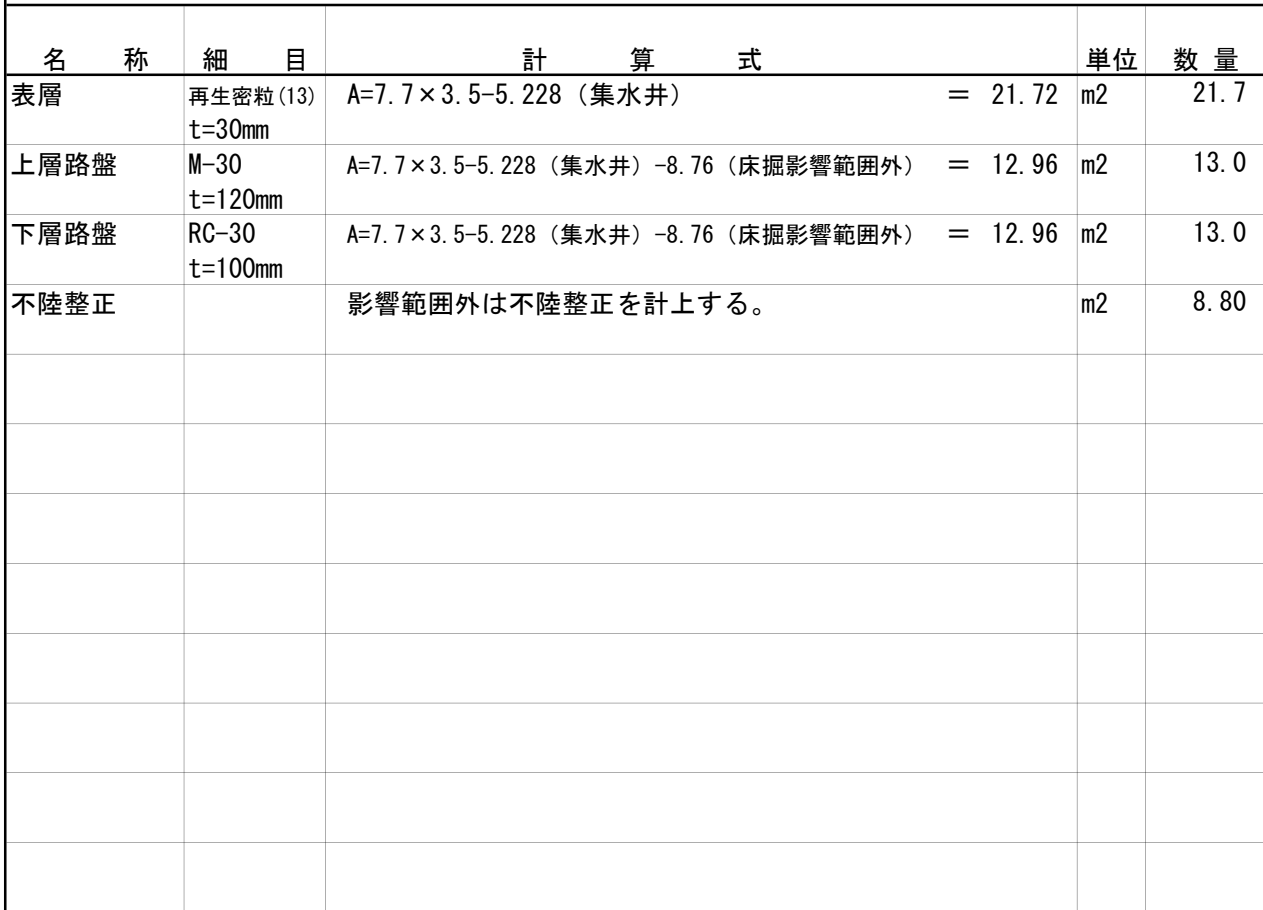 名　称 細　目 計　算　式 単位 数 量
表層 再生密粒(13) A=7.7×3.5-5.228（集水井） ＝ 21.72 m2 21.7
t=30mm
上層路盤 M-30 A=7.7×3.5-5.228（集水井）-8.76（床掘影響範囲外） ＝ 12.96 m2 13.0
t=120mm
下層路盤 RC-30 A=7.7×3.5-5.228（集水井）-8.76（床掘影響範囲外） ＝ 12.96 m2 13.0
t=100mm
不陸整正 影響範囲外は不陸整正を計上する。 m2 8.80